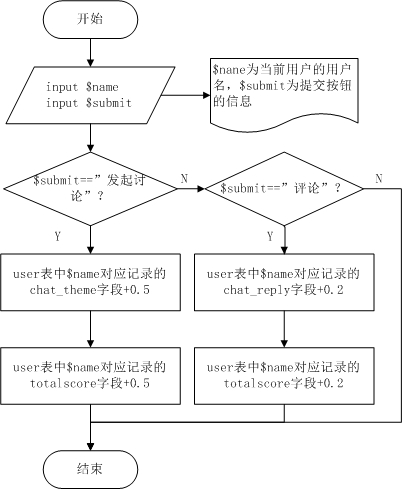 开始
input $name
input $submit
$nane为当前用户的用户
名，$submit为提交按钮
的信息
$submit==”发起讨
论”？
N
$submit==”评论”？
N
Y
Y
user表中$name对应记录的
chat_theme字段+0.5
user表中$name对应记录的
chat_reply字段+0.2
user表中$name对应记录的
totalscore字段+0.5
user表中$name对应记录的
totalscore字段+0.2
结束